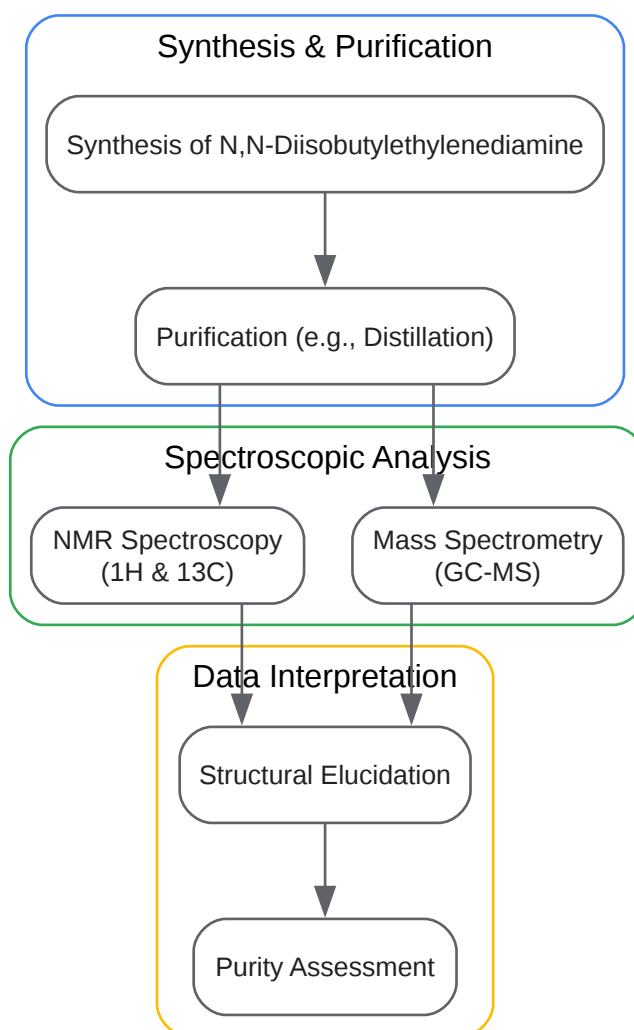 Synthesis & Purification
Synthesis of N,N-Diisobutylethylenediamine
Purification (e.g., Distillation)
Spectroscopic Analysis
NMR Spectroscopy
(1H & 13C)
Mass Spectrometry
(GC-MS)
Data Interpretation
Structural Elucidation
Purity Assessment